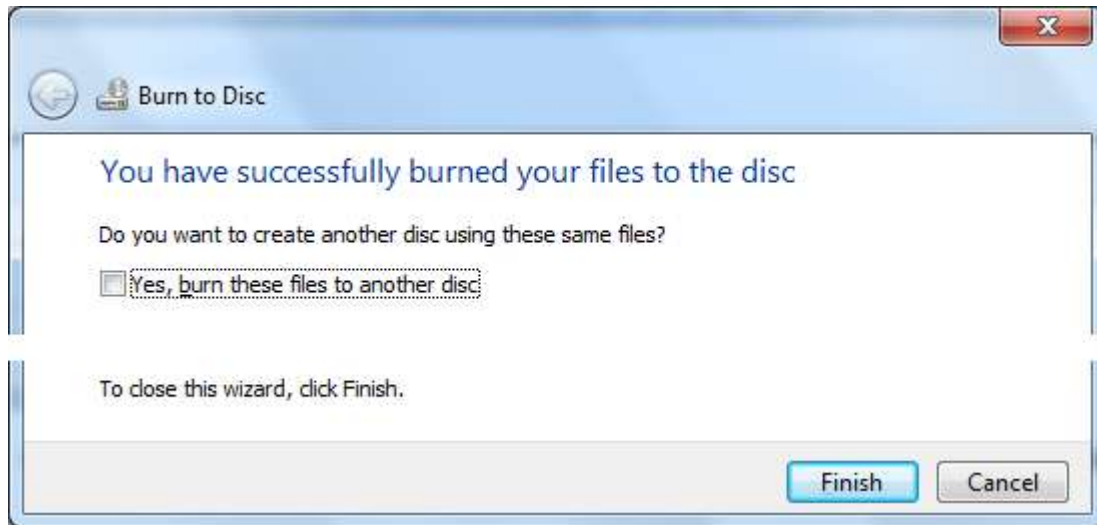 Burn to Disc
You have successfully burned your files to the disc
Do you want to create another disc using these same files?
Yes, burn these files to another disc
To close this wizard, click Finish.
Finish
Cancel